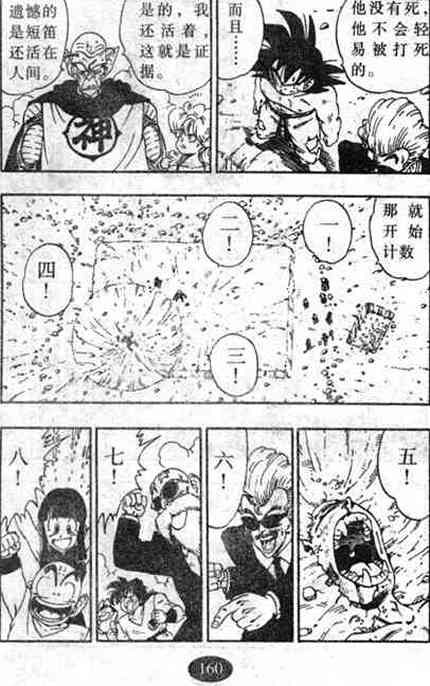 他没有死，
他不会轻
易被打死
的。
而且……
是的，我
还活着，
这就是证
据。
遗憾的
是短笛
还活在
人间。
神
那就
开始
计数
一！
二！
三！
四！
五！
六！
七！
八！
160